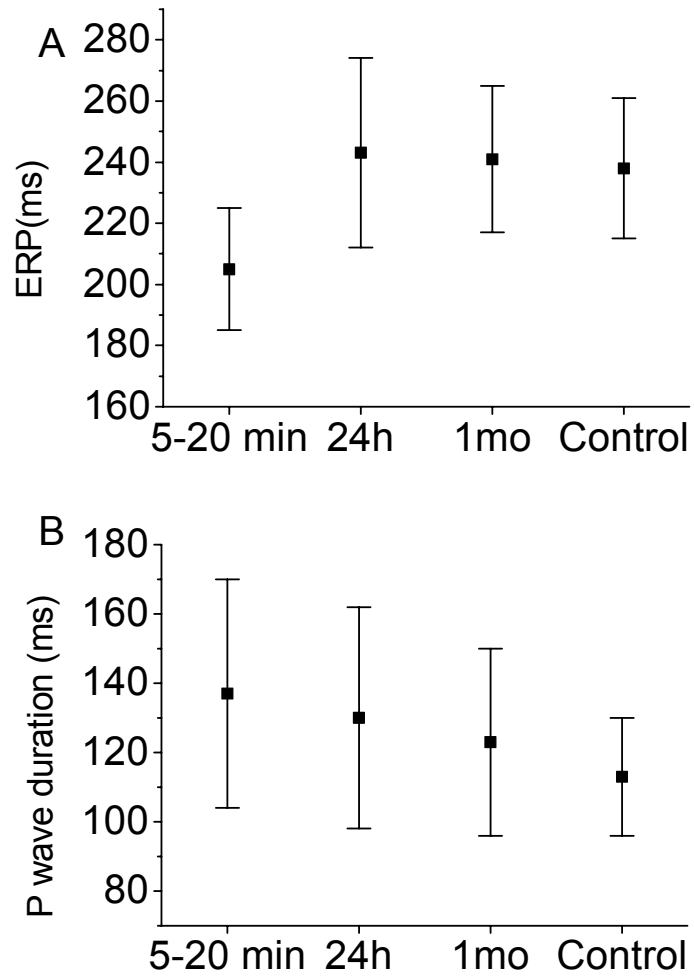 A
ERP(ms)
280
260
240
220
200
180
160
5-20 min 24h 1mo Control
B
P wave duration (ms)
180
160
140
120
100
80
5-20 min 24h 1mo Control